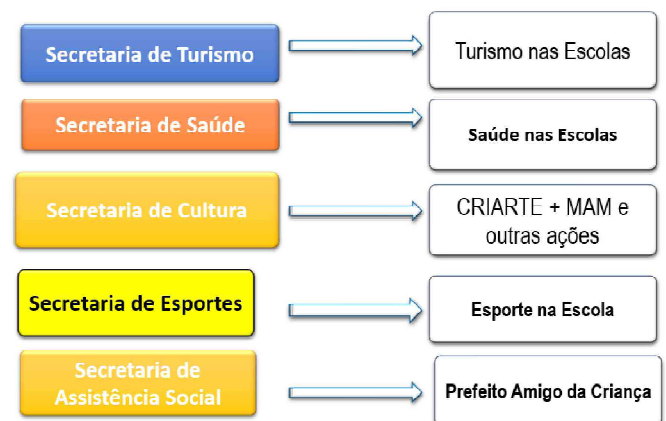 Secretaria de Turismo
Turismo nas Escolas
Secretaria de Saúde
Saúde nas Escolas
Secretaria de Cultura
CRIARTE + MAM e
outras ações
Secretaria de Esportes
Esporte na Escola
Secretaria de
Assistência Social
Prefeito Amigo da Criança